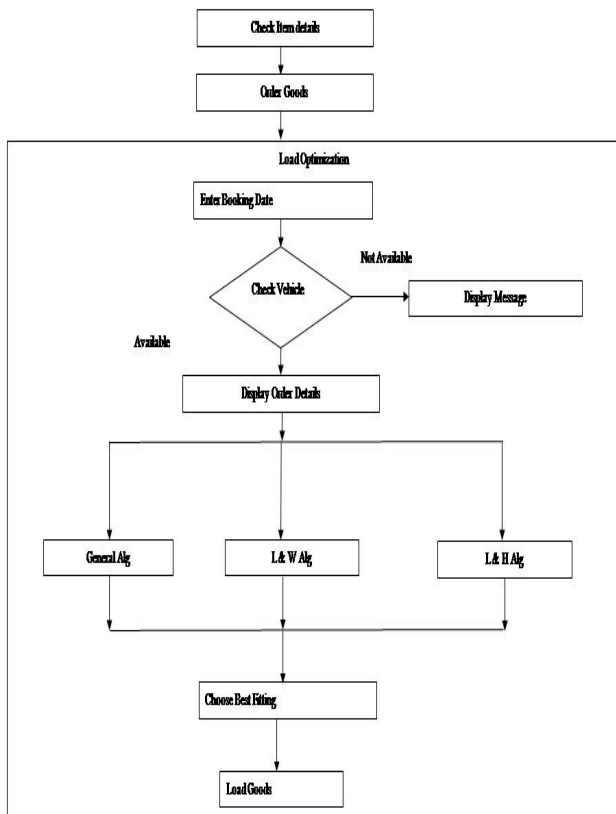 Check Item details
Order Goods
Load Optimization
Enter Booking Date
Not Available
Check Vehicle
Display Message
Available
Display Order Details
General Alg
L & W Alg
L & H Alg
Choose Best Fitting
Load Goods